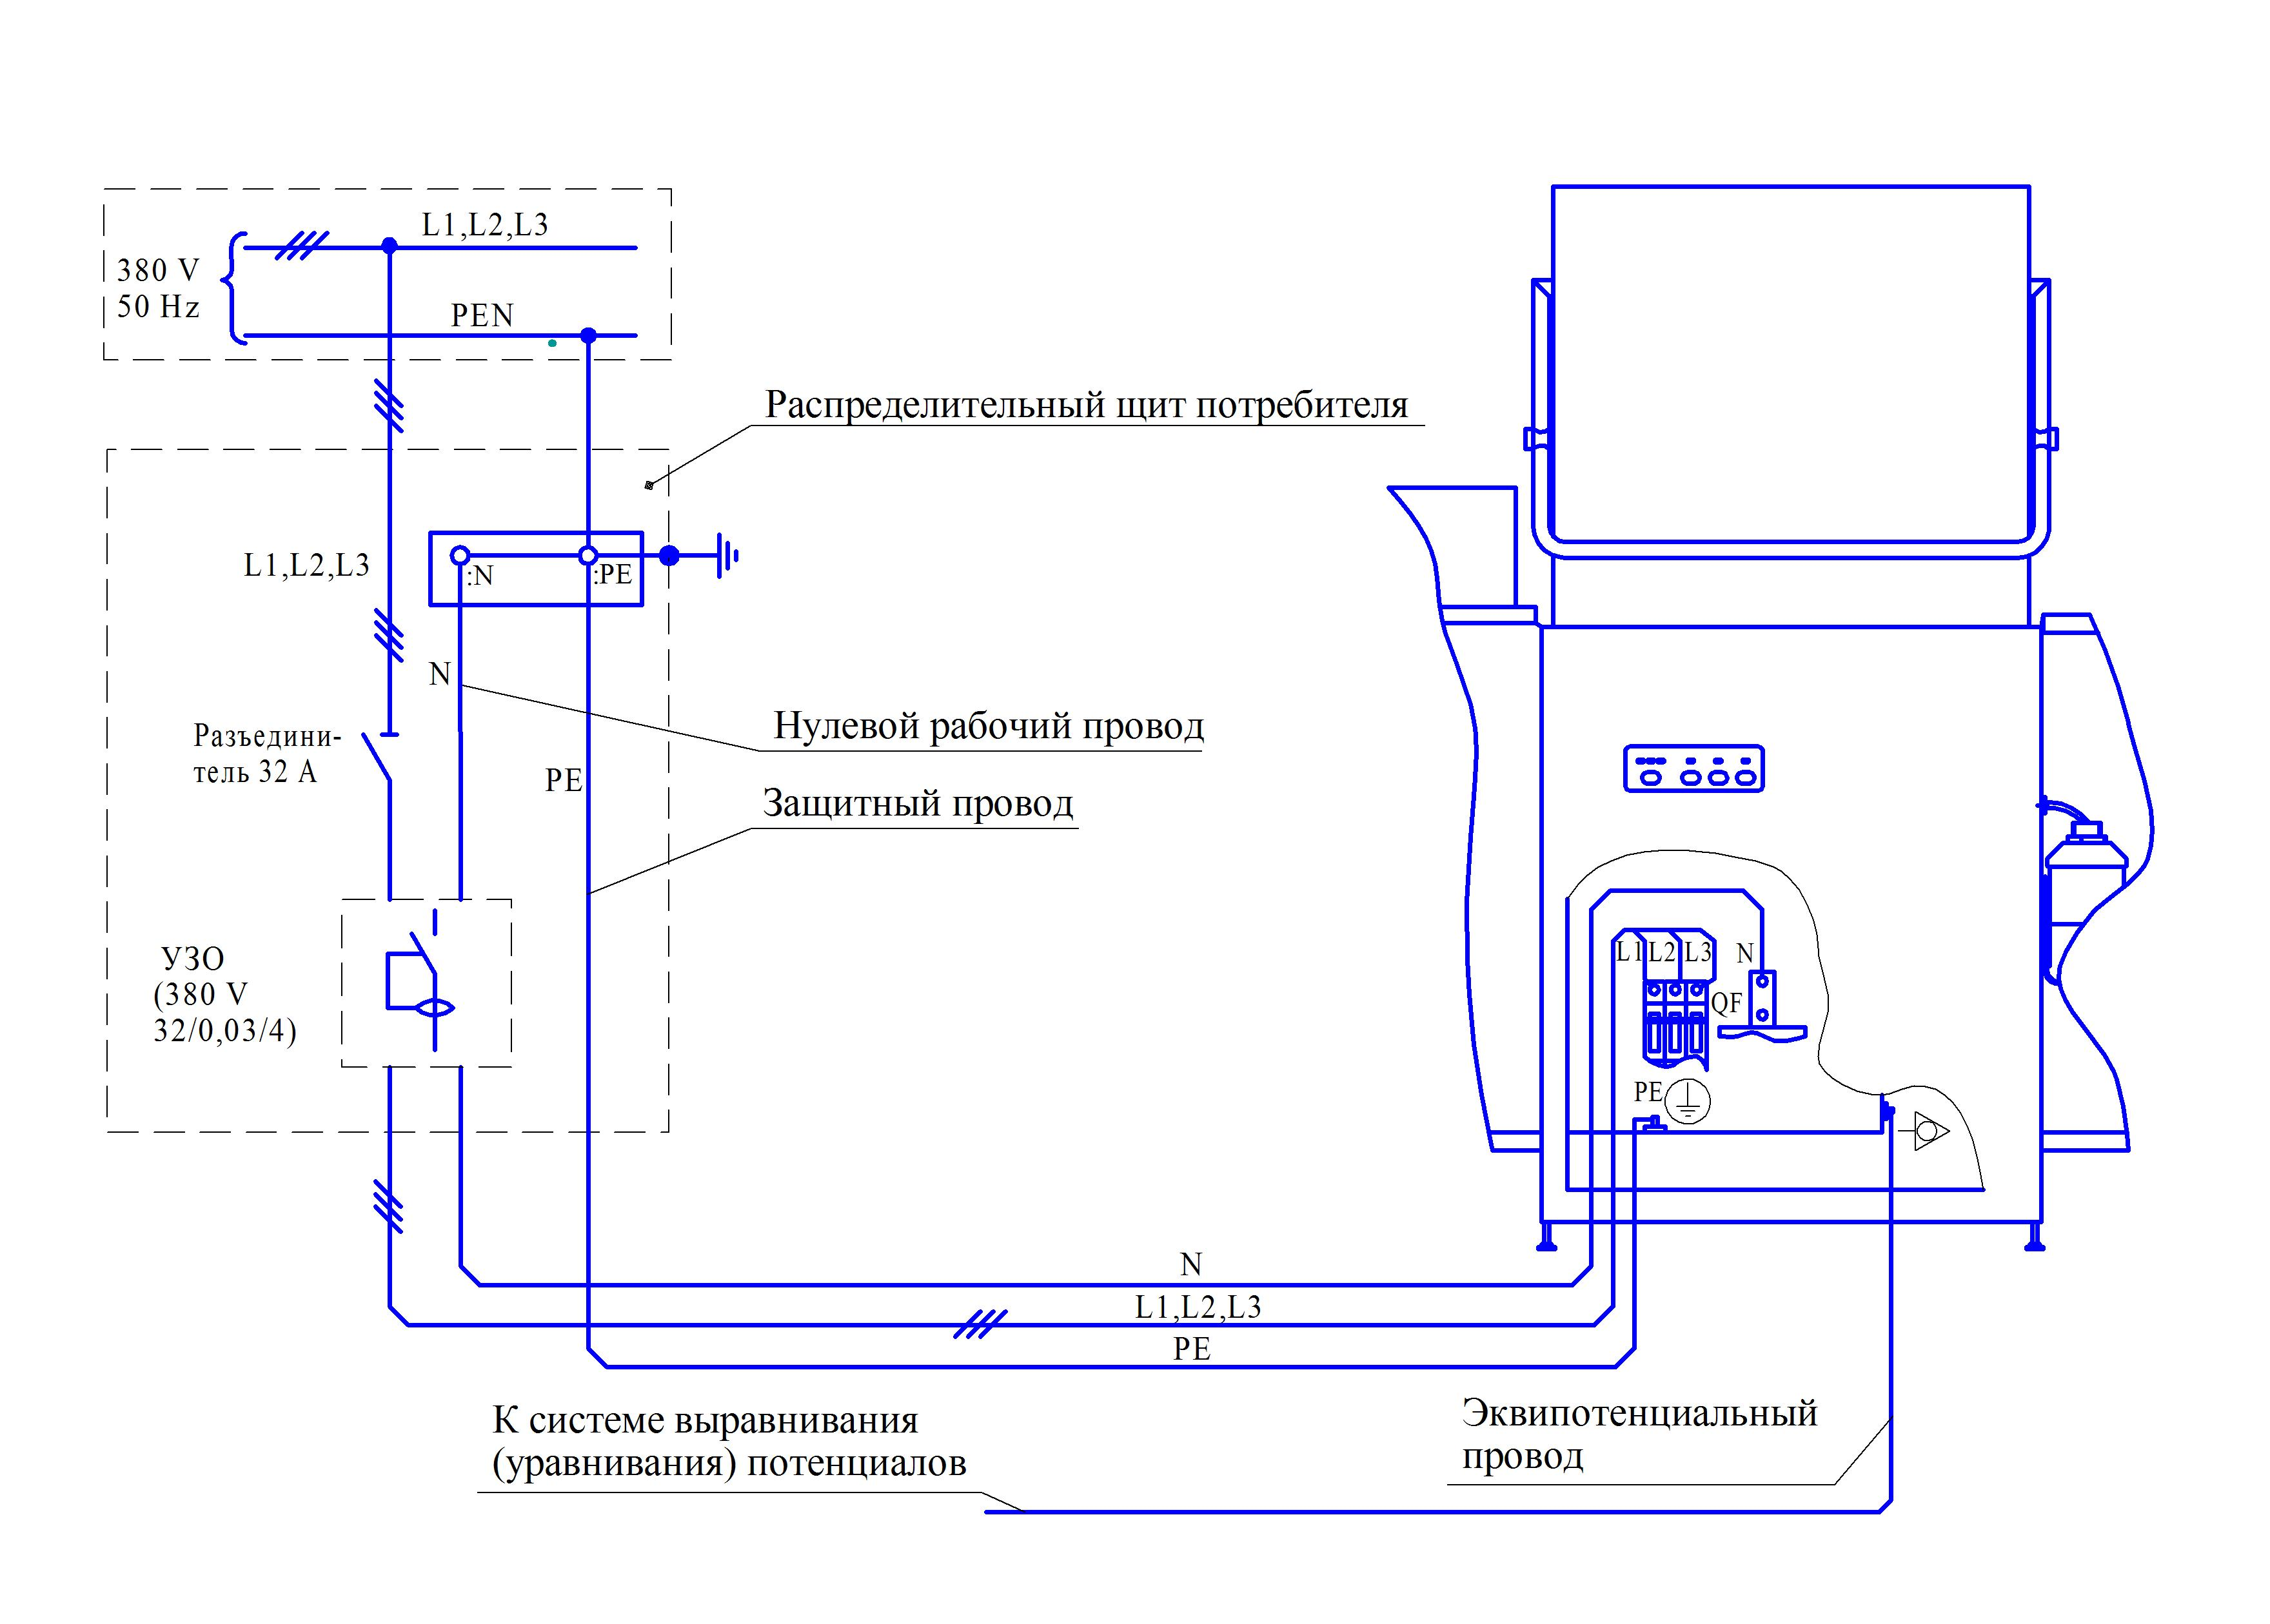 L1,L2,L3
380 V
50 Hz
PEN
Распределительный щит потребителя
L1,L2,L3
:N
:PE
N
Нулевой рабочий провод
Разъедини-
тель 32 А
PE
Защитный провод
УЗО
(380 V
32/0,03/4)
L1
L2
L3
N
QF
PE
N
L1,L2,L3
PE
К системе выравнивания
(уравнивания) потенциалов
Эквипотенциальный
провод